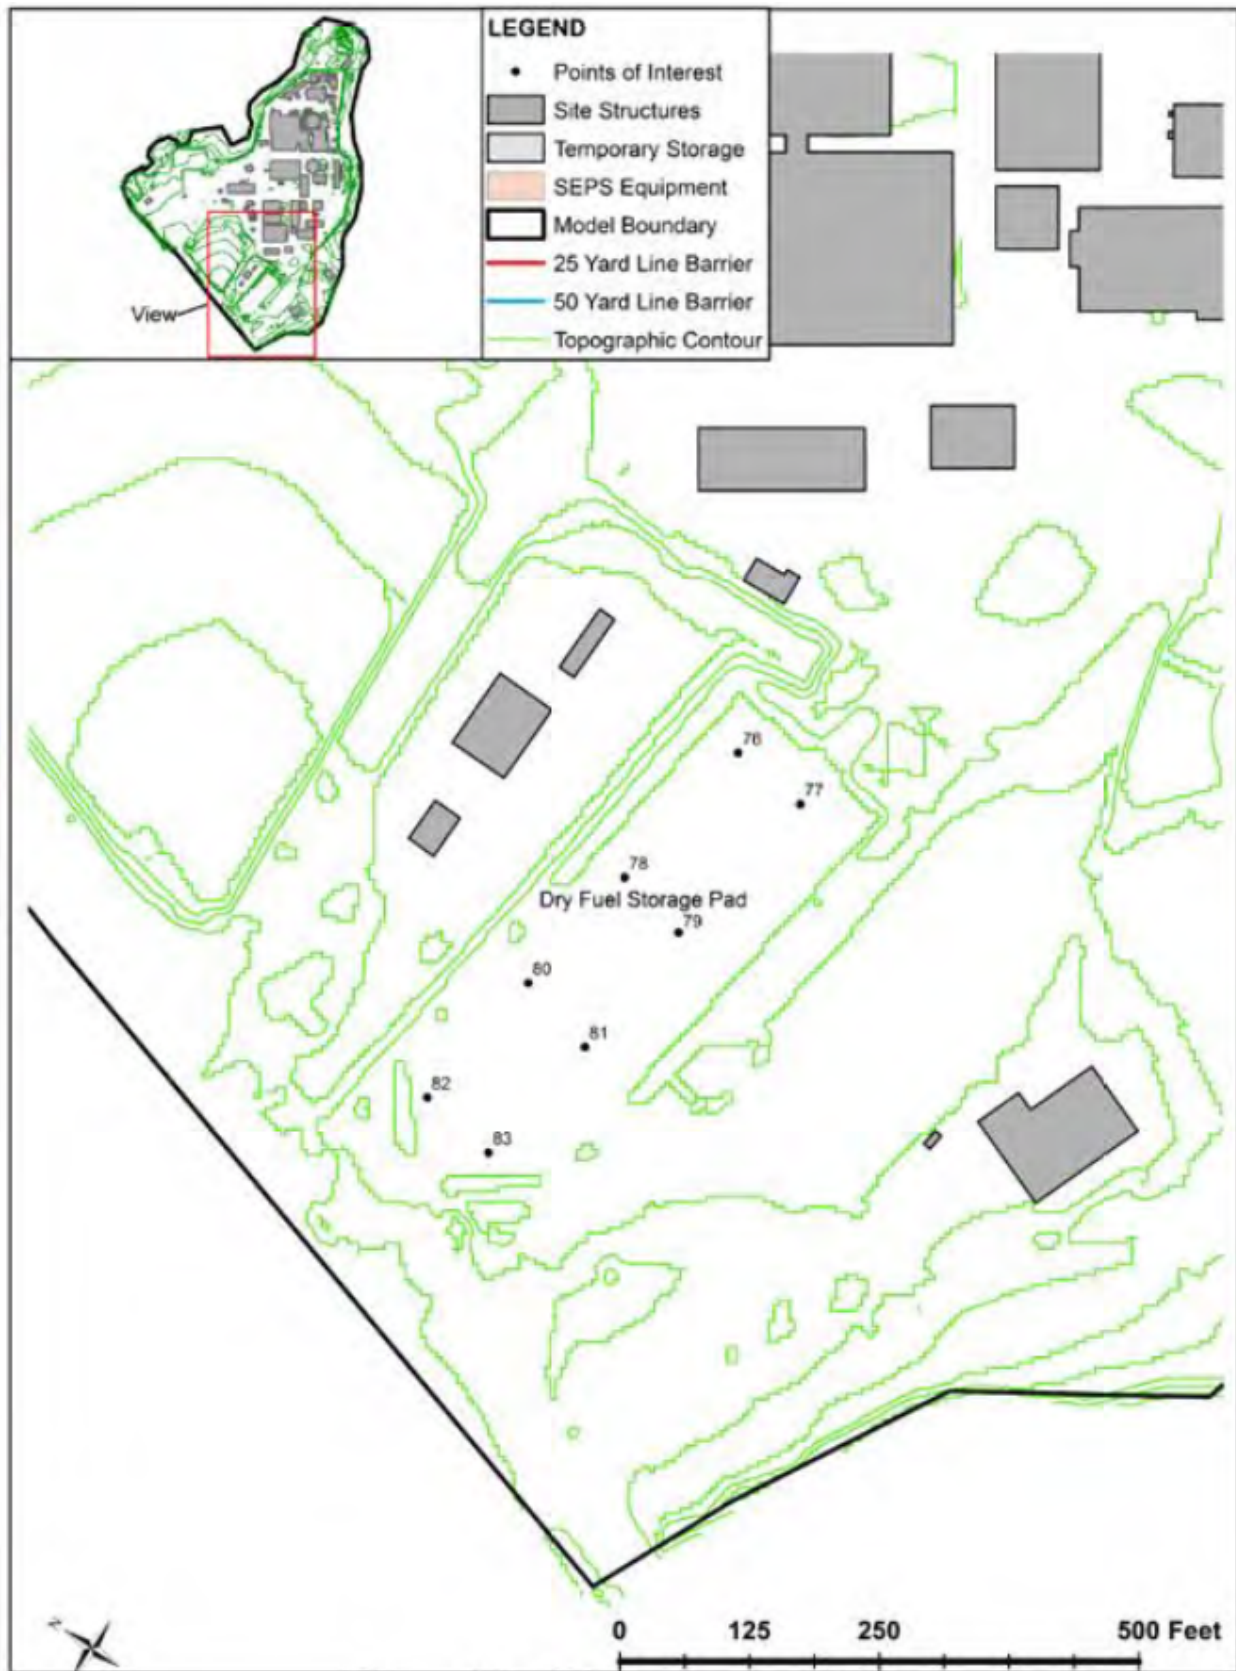 LEGEND
Points of Interest
Site Structures
Temporary Storage
SEPS Equipment
Model Boundary
25 Yard Line Barrier
50 Yard Line Barrier
Topographic Contour
View
76
77
78
Dry Fuel Storage Pad
79
80
81
82
83
N
0 125 250 500 Feet